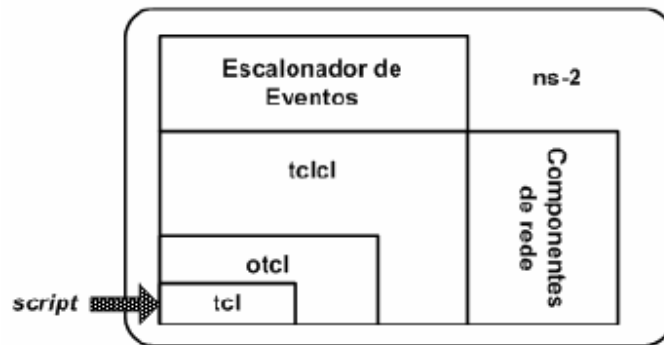 Escalonador de
Eventos
ns-2
tclcl
Componentes
de rede
otcl
script
tcl